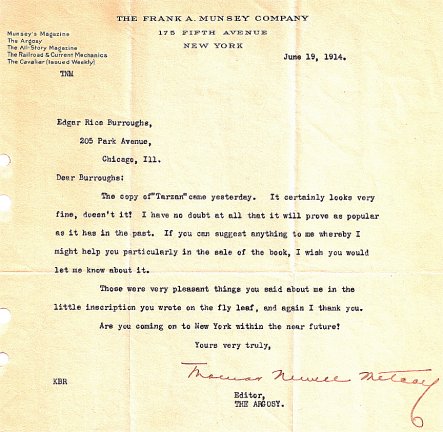 THE FRANK A. MUNSEY COMPANY
175 FIFTH AVENUE
NEW YORK
Munsey's Magazine
The Argosy
The All-Story Magazine
The Railroad & Current Mechanics
The Cavalier (Issued Weekly)
TNM
June 19, 1914.
Edgar Rice Burroughs,
205 Park Avenue,
Chicago, Ill.
Dear Burroughs:
The copy of "Tarzan" came yesterday. It certainly looks very
fine, doesn't it? I have no doubt at all that it will prove as popular
as it has in the past. If you can suggest anything to me whereby I
might help you particularly in the sale of the book, I wish you would
let me know about it.
Those were very pleasant things you said about me in the
little inscription you wrote on the fly leaf, and again I thank you.
Are you coming on to New York within the near future?
Yours very truly,
Thomas Newell Metcalf
KBR
Editor,
THE ARGOSY.